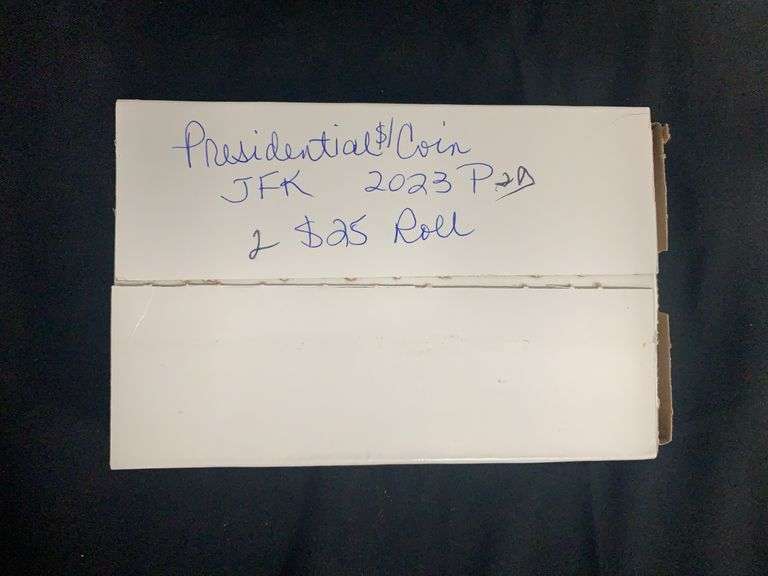 Presidential $1 Coin
JFK 2023 P
2 $25 Roll